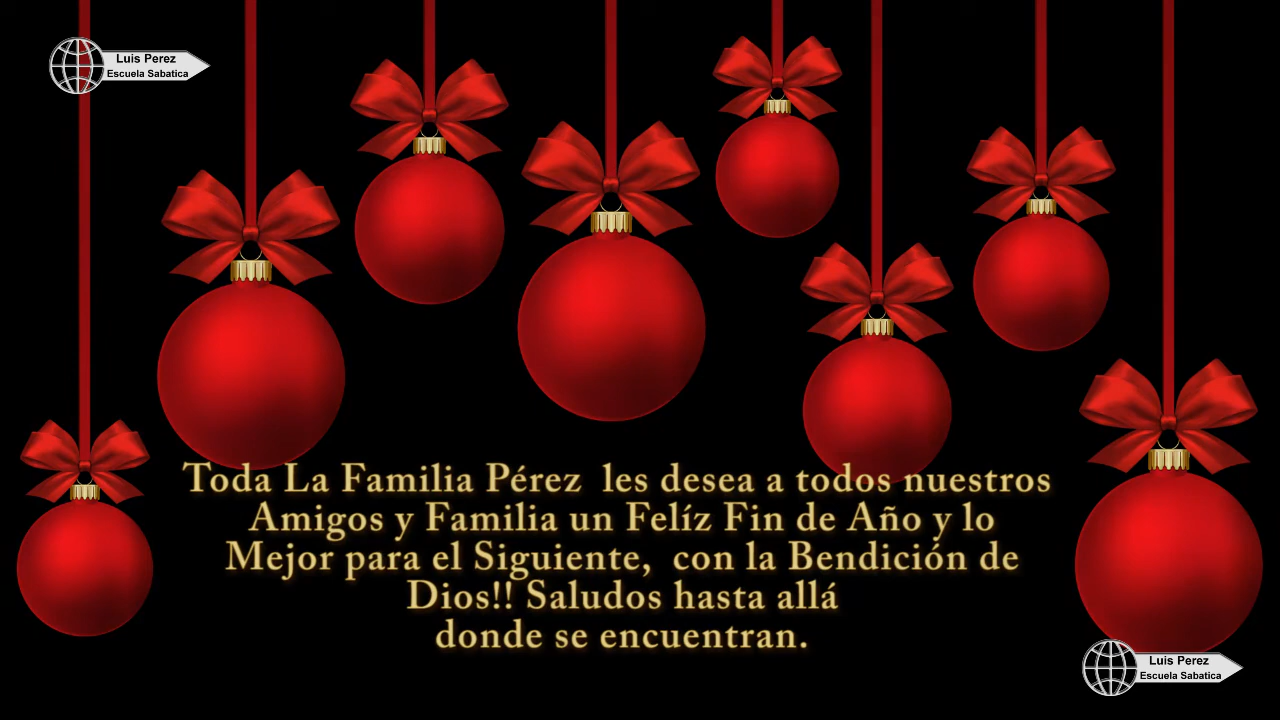 Luis Perez
Escuela Sabatica
Toda La Familia Pérez les desea a todos nuestros
Amigos y Familia un Felíz Fin de Año y lo
Mejor para el Siguiente, con la Bendición de
Dios!! Saludos hasta allá
donde se encuentran.
Luis Perez
Escuela Sabatica